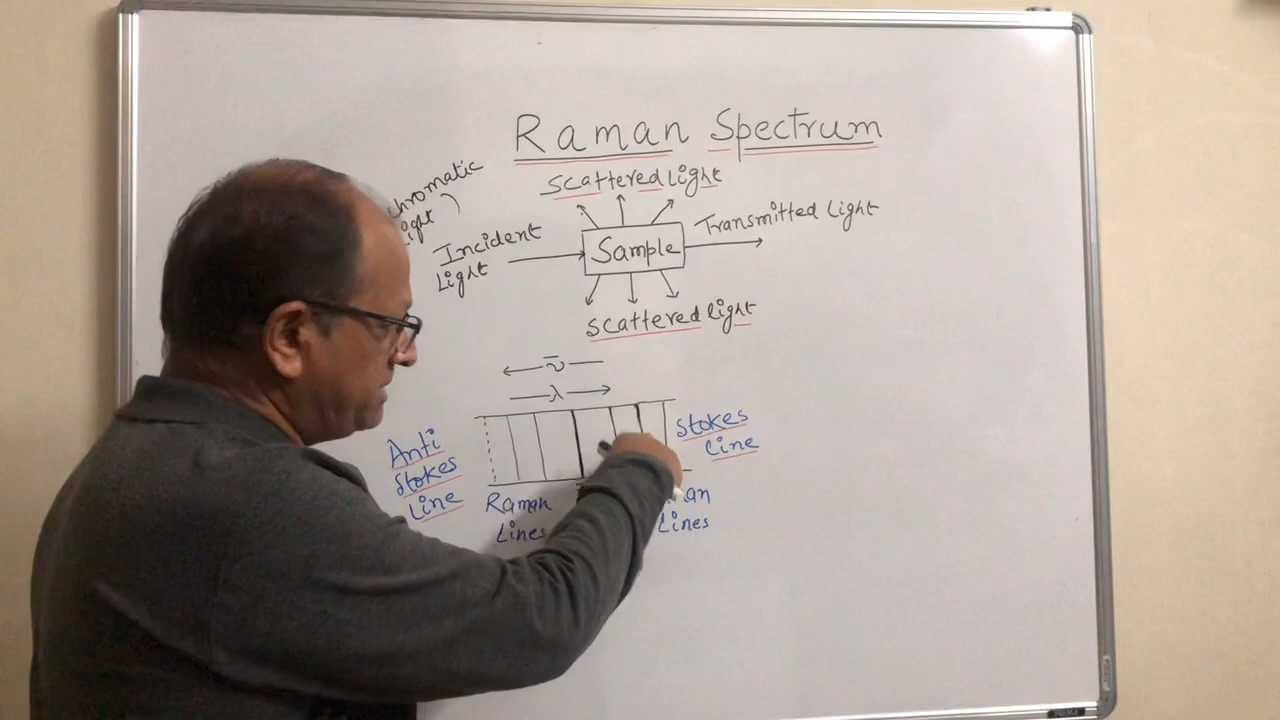 Raman Spectrum
chromatic
light )
scattered light
Incident
Light
Sample
Transmitted Light
scattered light
ῡ
λ
Anti
stokes
Line
stokes
line
Raman
Lines
Lines